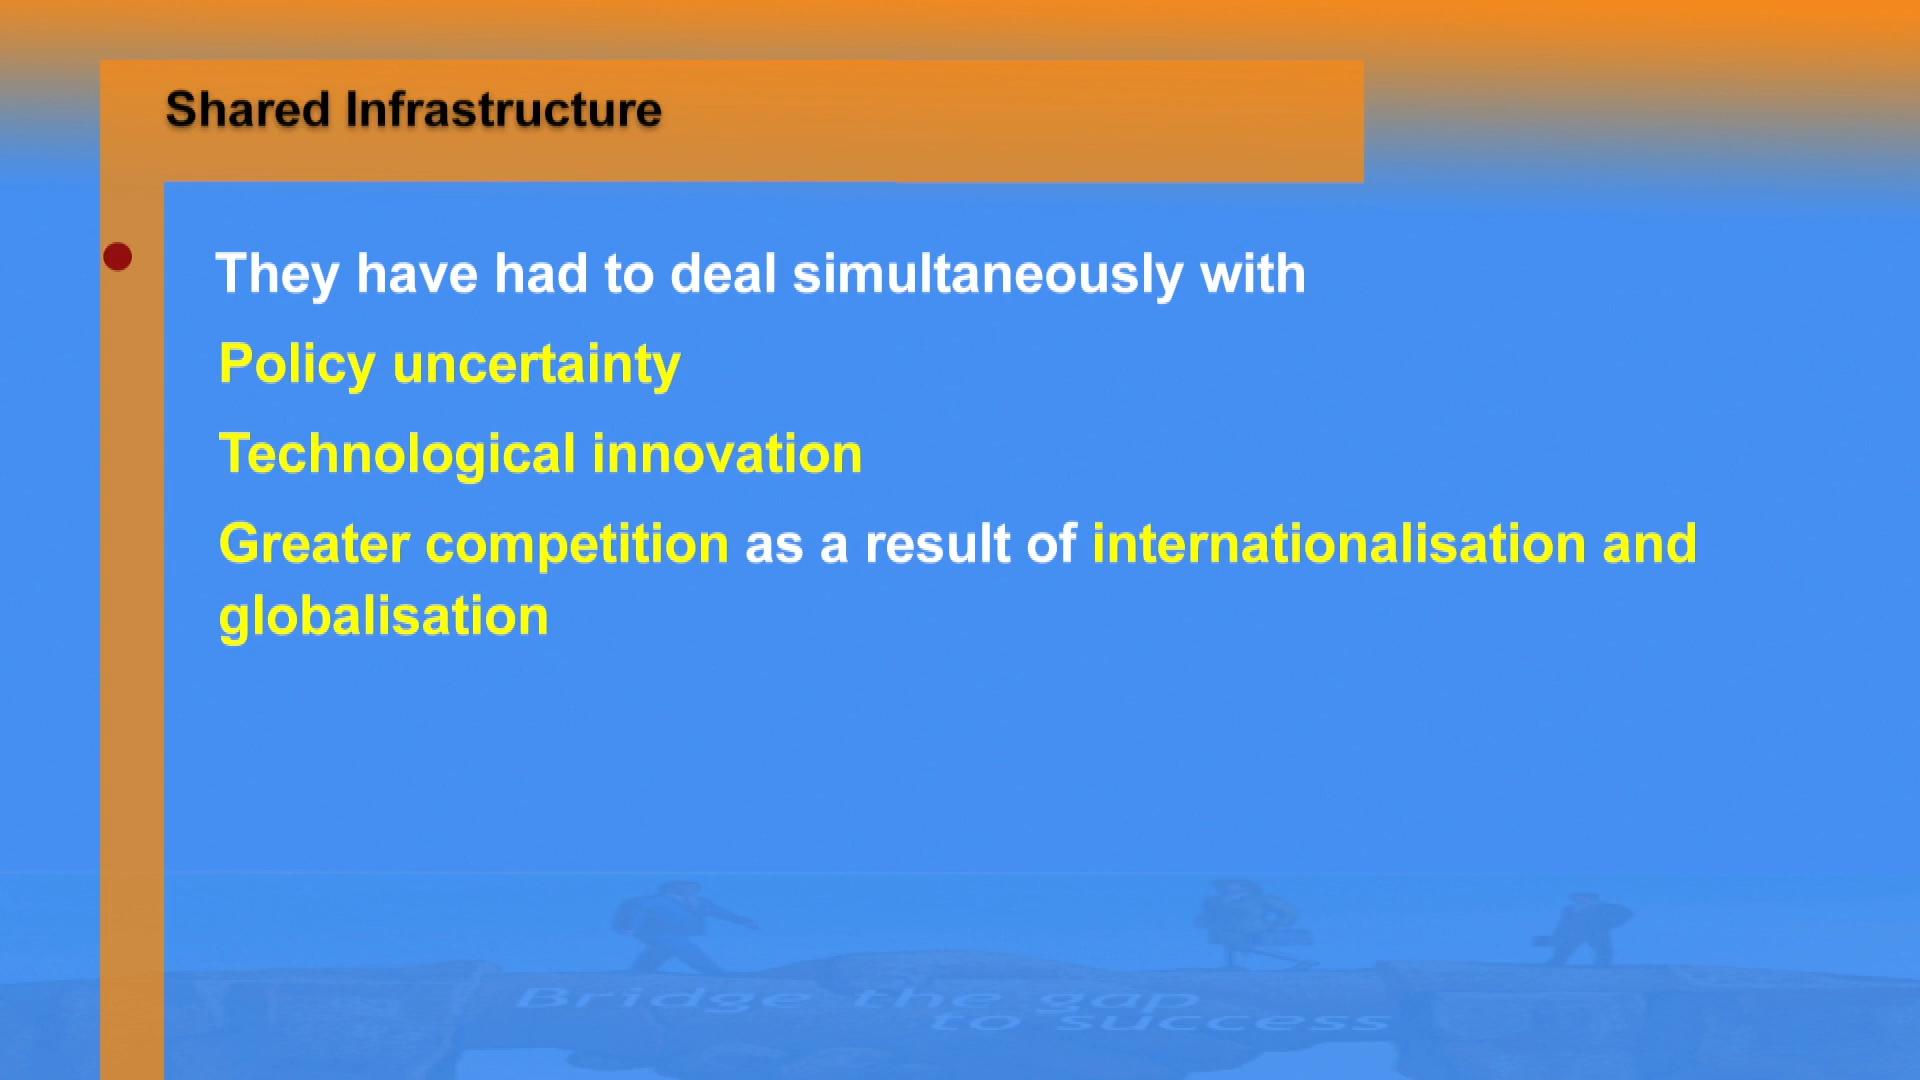 Shared Infrastructure
They have had to deal simultaneously with
Policy uncertainty
Technological innovation
Greater competition as a result of internationalisation and
globalisation
Bridge the gap
to success